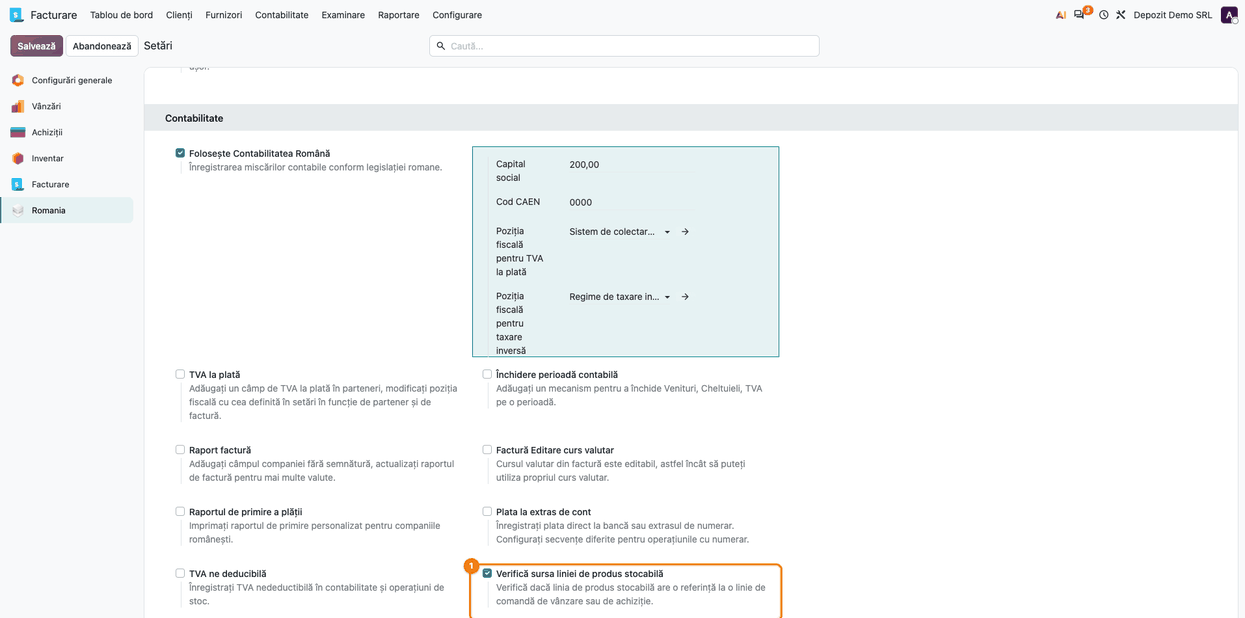 Facturare Tablou de bord Clienți Furnizori Contabilitate Examinare Raportare Configurare 3 Depozit Demo SRL A
Salvează Abandonează Setări Caută...
Configurări generale
Vânzări
Achiziții
Inventar
Facturare
Romania
Contabilitate
Folosește Contabilitatea Română
Înregistrarea miscărilor contabile conform legislației romane.
Capital
social
200,00
Cod CAEN
0000
Poziția
fiscală
pentru TVA
la plată
Sistem de colectar...
Poziția
fiscală
pentru
taxare
inversă
Regime de taxare in...
TVA la plată
Adăugați un câmp de TVA la plată în parteneri, modificați poziția
fiscală cu cea definită în setări în funcție de partener și de
factură.
Închidere perioadă contabilă
Adăugați un mecanism pentru a închide Venituri, Cheltuieli, TVA
pe o perioadă.
Raport factură
Adăugați câmpul companiei fără semnătură, actualizați raportul
de factură pentru mai multe valute.
Factură Editare curs valutar
Cursul valutar din factură este editabil, astfel încât să puteți
utiliza propriul curs valutar.
Raportul de primire a plății
Imprimați raportul de primire personalizat pentru companiile
românești.
Plata la extras de cont
Înregistrați plata direct la bancă sau extrasul de numerar.
Configurați secvențe diferite pentru operațiunile cu numerar.
TVA ne deducibilă
Înregistrați TVA nedeductibilă în contabilitate și operațiuni de
stoc.
1
Verifică sursa liniei de produs stocabilă
Verifică dacă linia de produs stocabilă are o referință la o linie de
comandă de vânzare sau de achiziție.